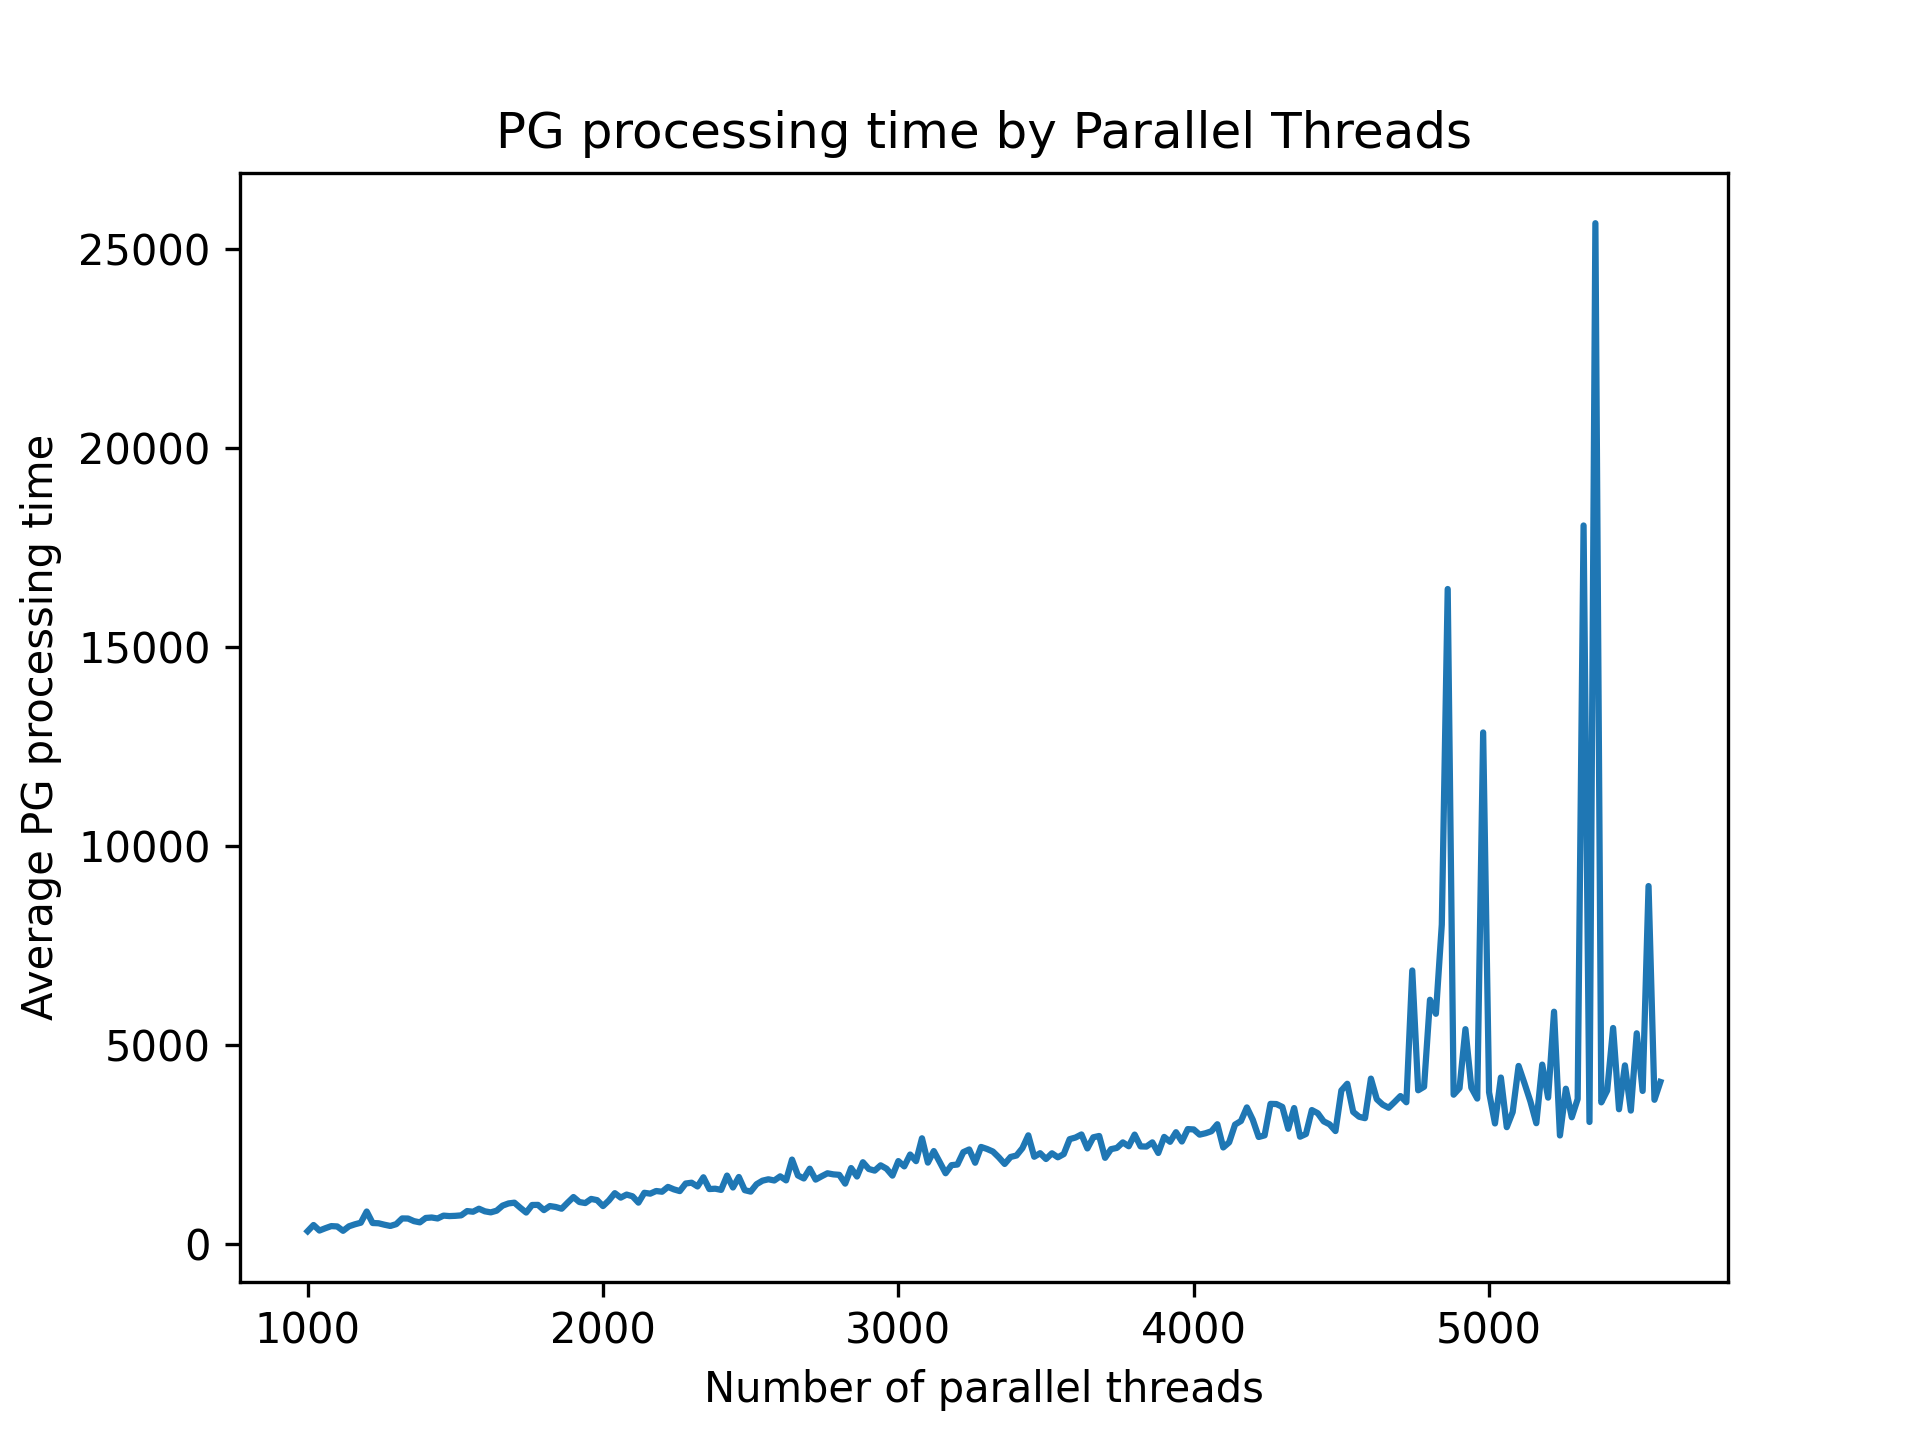 PG processing time by Parallel Threads
Average PG processing time
25000
20000
15000
10000
5000
0
1000 2000 3000 4000 5000
Number of parallel threads